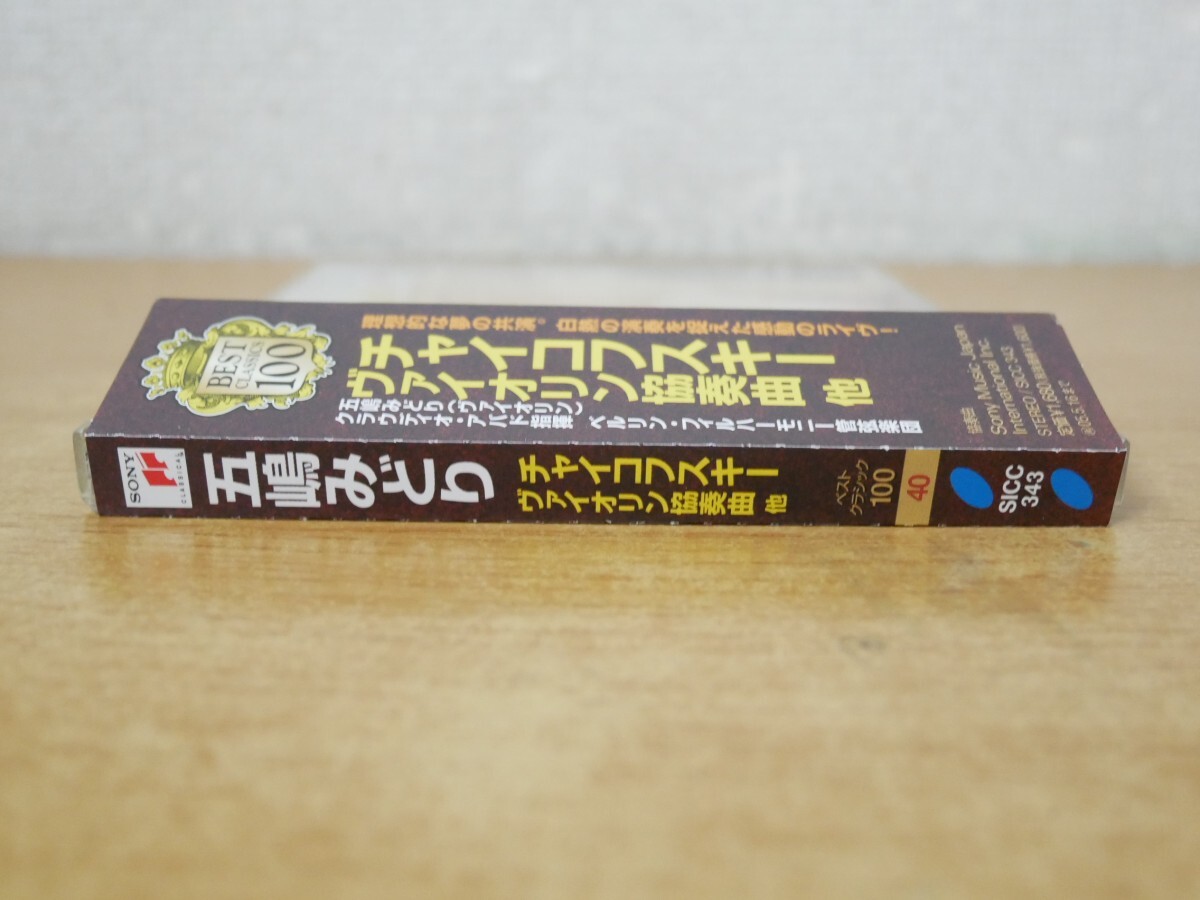 BEST
CLASSICS
100
理想的な夢の共演。白熱の演奏を捉えた感動のライヴ!
チャイコフスキー
ヴァイオリン協奏曲 他
五嶋みどり(ヴァイオリン)
クラウディオ・アバド指揮 ベルリン・フィルハーモニー管弦楽団
Sony Music Japan
International Inc.
STEREO/SICC 343
SONY
CLASSICAL
五嶋みどり
チャイコフスキー
ヴァイオリン協奏曲 他
ベスト
クラシック
100
40
SICC
343